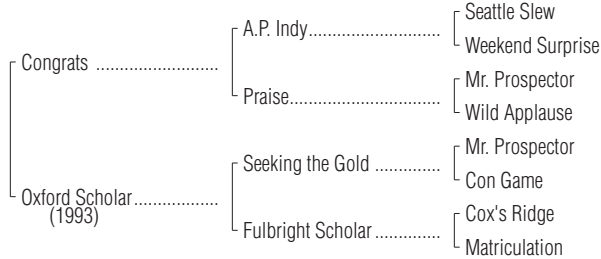 Seattle Slew
A.P. Indy..............................
Weekend Surprise
Congrats ............................
Mr. Prospector
Praise...................................
Wild Applause
Mr. Prospector
Seeking the Gold ...............
Con Game
Oxford Scholar...................
(1993)
Cox's Ridge
Fulbright Scholar...............
Matriculation